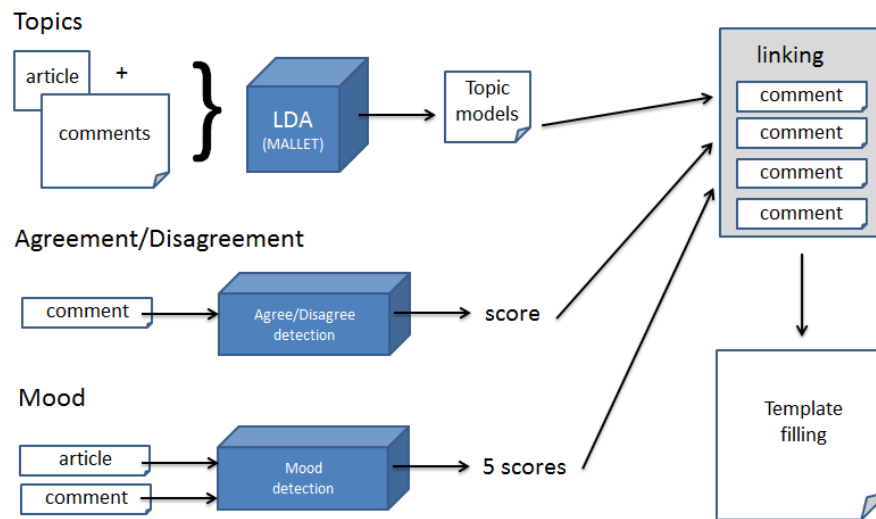 Topics
article
+
comments
}
LDA
(MALLET)
Topic
models
linking
comment
comment
comment
comment
Agreement/Disagreement
comment
Agree/Disagree
detection
score
Mood
article
comment
Mood
detection
5 scores
Template
filling